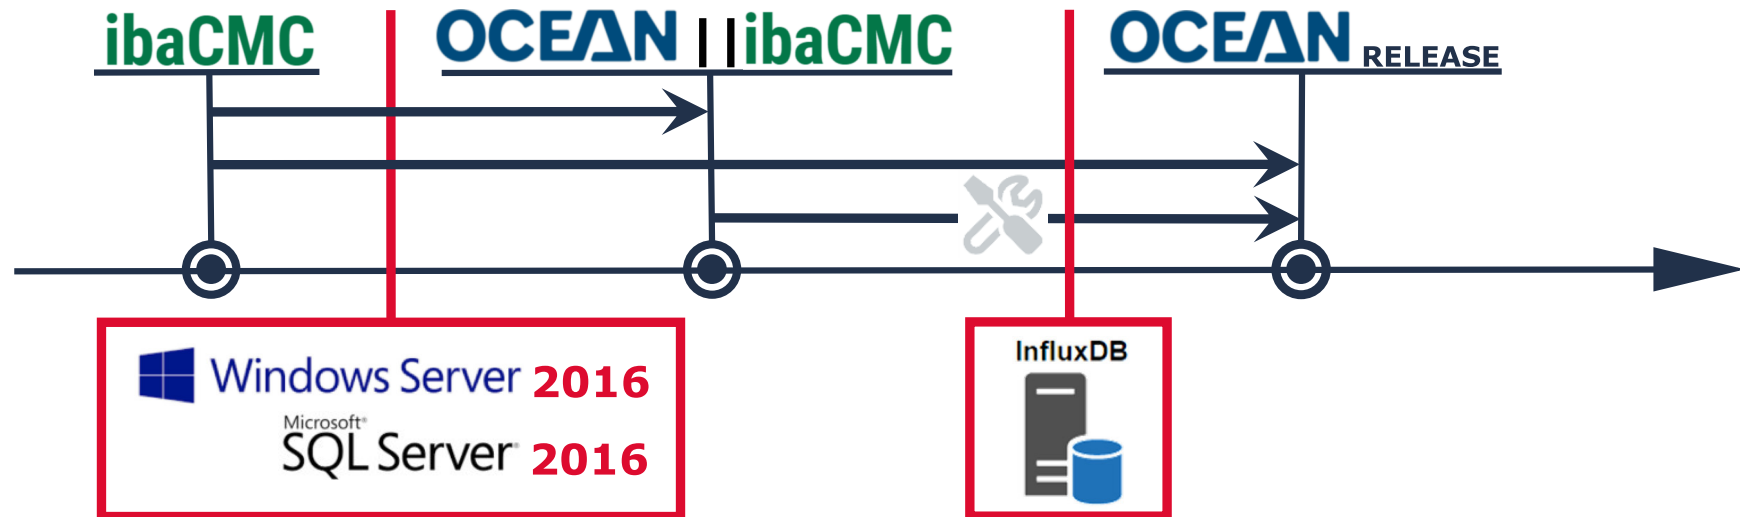 ibaCMC
OCEAN ||ibaCMC
OCEAN RELEASE
Windows Server 2016
Microsoft®
SQL Server® 2016
InfluxDB